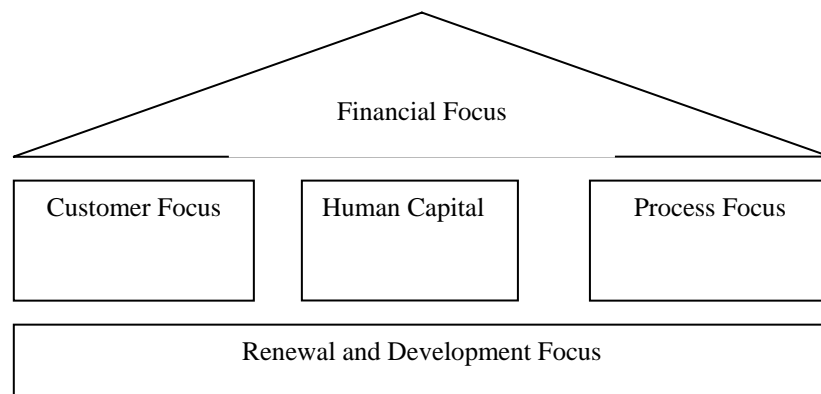 Financial Focus
Customer Focus
Human Capital
Process Focus
Renewal and Development Focus